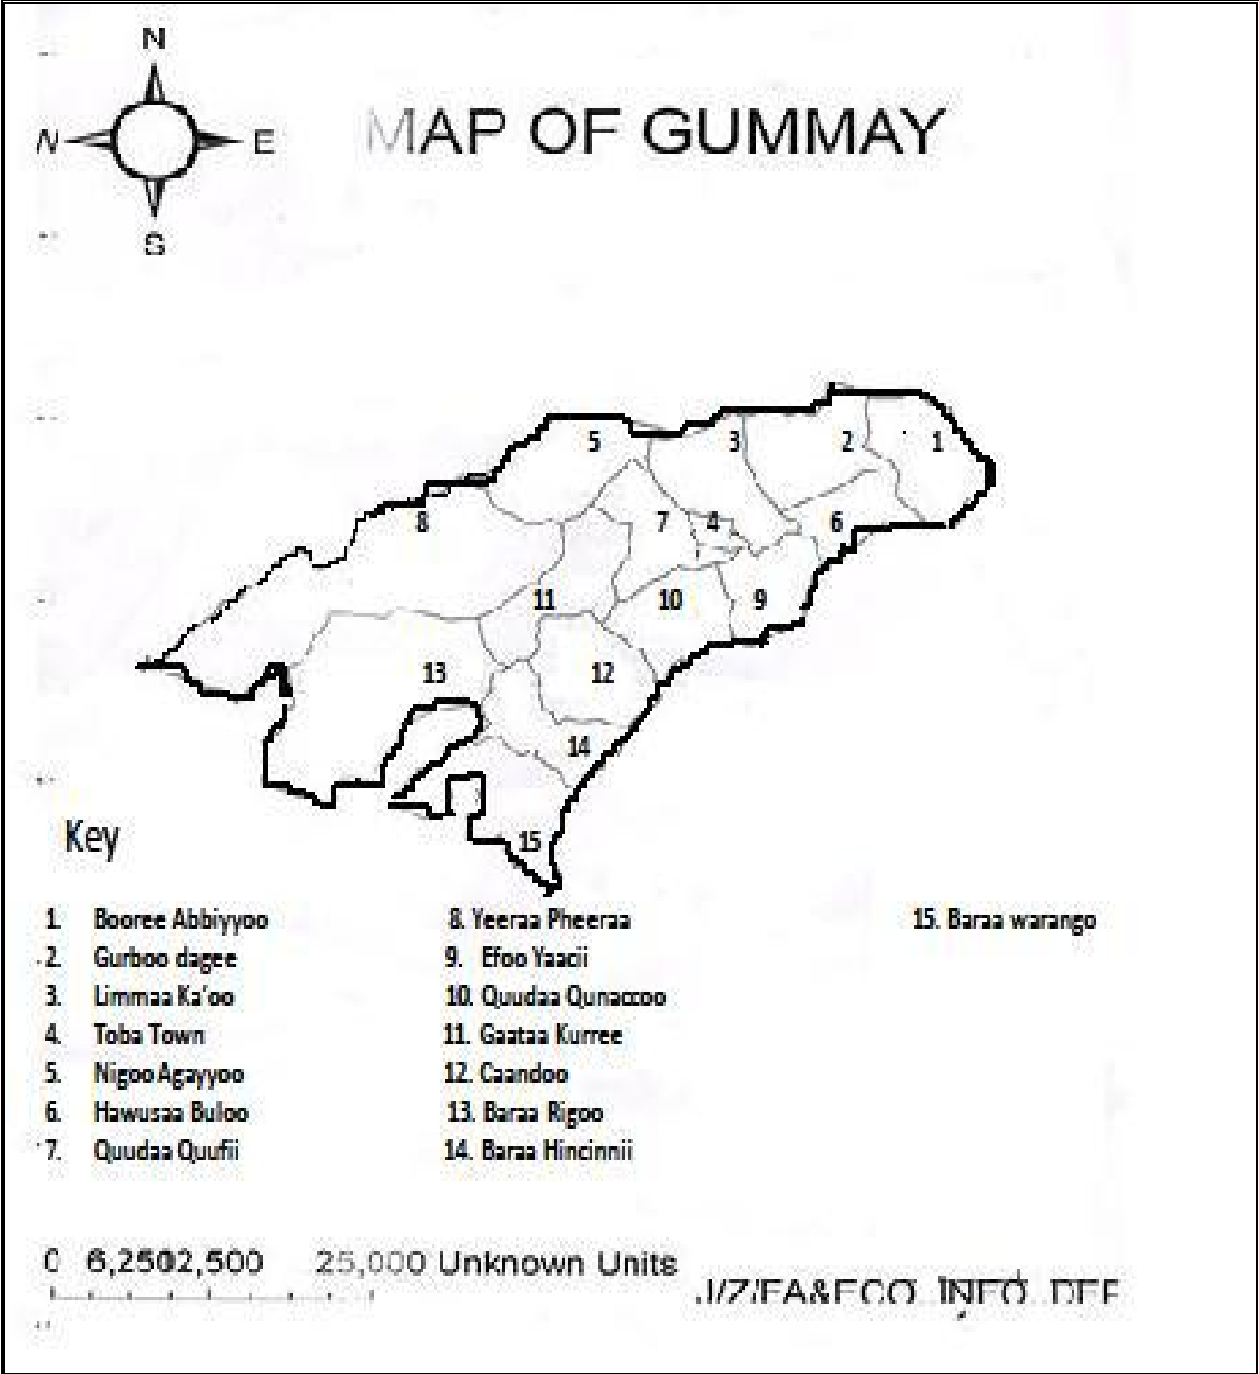 N
W E
S
MAP OF GUMMAY
5
3
2
1
8
7
4
6
11
10
9
13
12
14
15
Key
1. Booree Abbiyyoo
2. Gurboo dagee
3. Limmaa Ka'oo
4. Toba Town
5. Nigoo Agayyoo
6. Hawusaa Buloo
7. Quudaa Quufii
8. Yeeraa Pheeraa
9. Efoo Yaacii
10. Quudaa Qunaccoo
11. Gaataa Kurree
12. Caandoo
13. Baraa Rigoo
14. Baraa Hincinnii
15. Baraa warango
0 6,250 12,500 25,000 Unknown Units